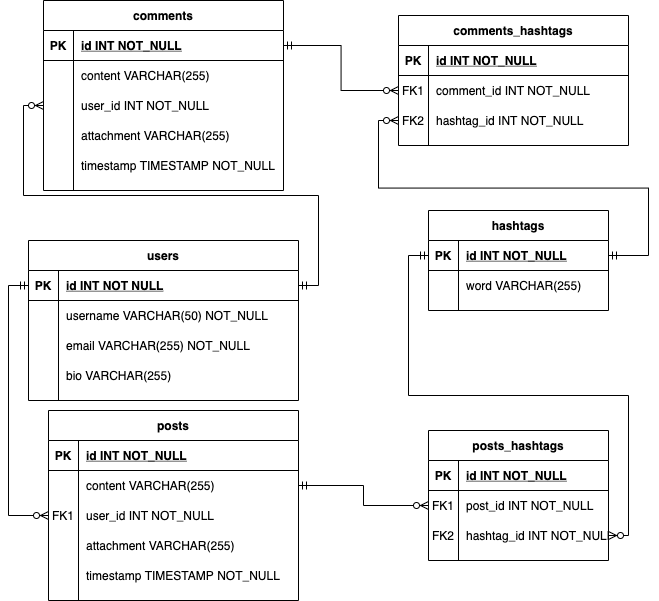 comments
PK id INT NOT_NULL
content VARCHAR(255)
user_id INT NOT_NULL
attachment VARCHAR(255)
timestamp TIMESTAMP NOT_NULL
comments_hashtags
PK id INT NOT_NULL
FK1 comment_id INT NOT_NULL
FK2 hashtag_id INT NOT_NULL
hashtags
PK id INT NOT_NULL
word VARCHAR(255)
users
PK id INT NOT NULL
username VARCHAR(50) NOT_NULL
email VARCHAR(255) NOT_NULL
bio VARCHAR(255)
posts
PK id INT NOT_NULL
content VARCHAR(255)
FK1 user_id INT NOT_NULL
attachment VARCHAR(255)
timestamp TIMESTAMP NOT_NULL
posts_hashtags
PK id INT NOT_NULL
FK1 post_id INT NOT_NULL
FK2 hashtag_id INT NOT_NUL